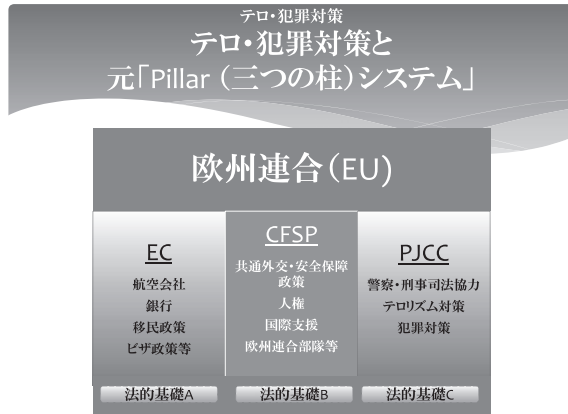 テロ・犯罪対策
テロ・犯罪対策と
元「Pillar（三つの柱）システム」
欧州連合（EU）
EC
航空会社
銀行
移民政策
ビザ政策等
CFSP
共通外交・安全保障
政策
人権
国際支援
欧州連合部隊等
PJCC
警察・刑事司法協力
テロリズム対策
犯罪対策
法的基礎A
法的基礎B
法的基礎C